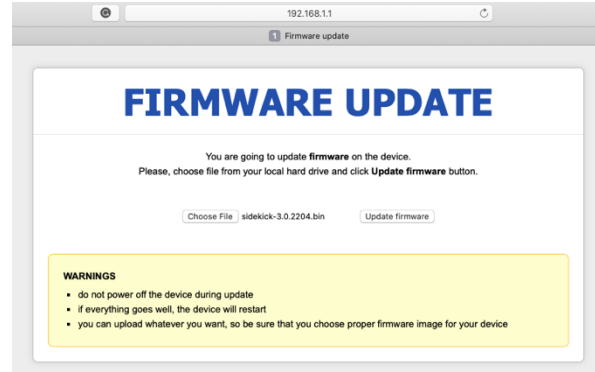 192.168.1.1
1 Firmware update
FIRMWARE UPDATE
You are going to update firmware on the device.
Please, choose file from your local hard drive and click Update firmware button.
Choose File sidekick-3.0.2204.bin Update firmware
WARNINGS
▪ do not power off the device during update
▪ if everything goes well, the device will restart
▪ you can upload whatever you want, so be sure that you choose proper firmware image for your device